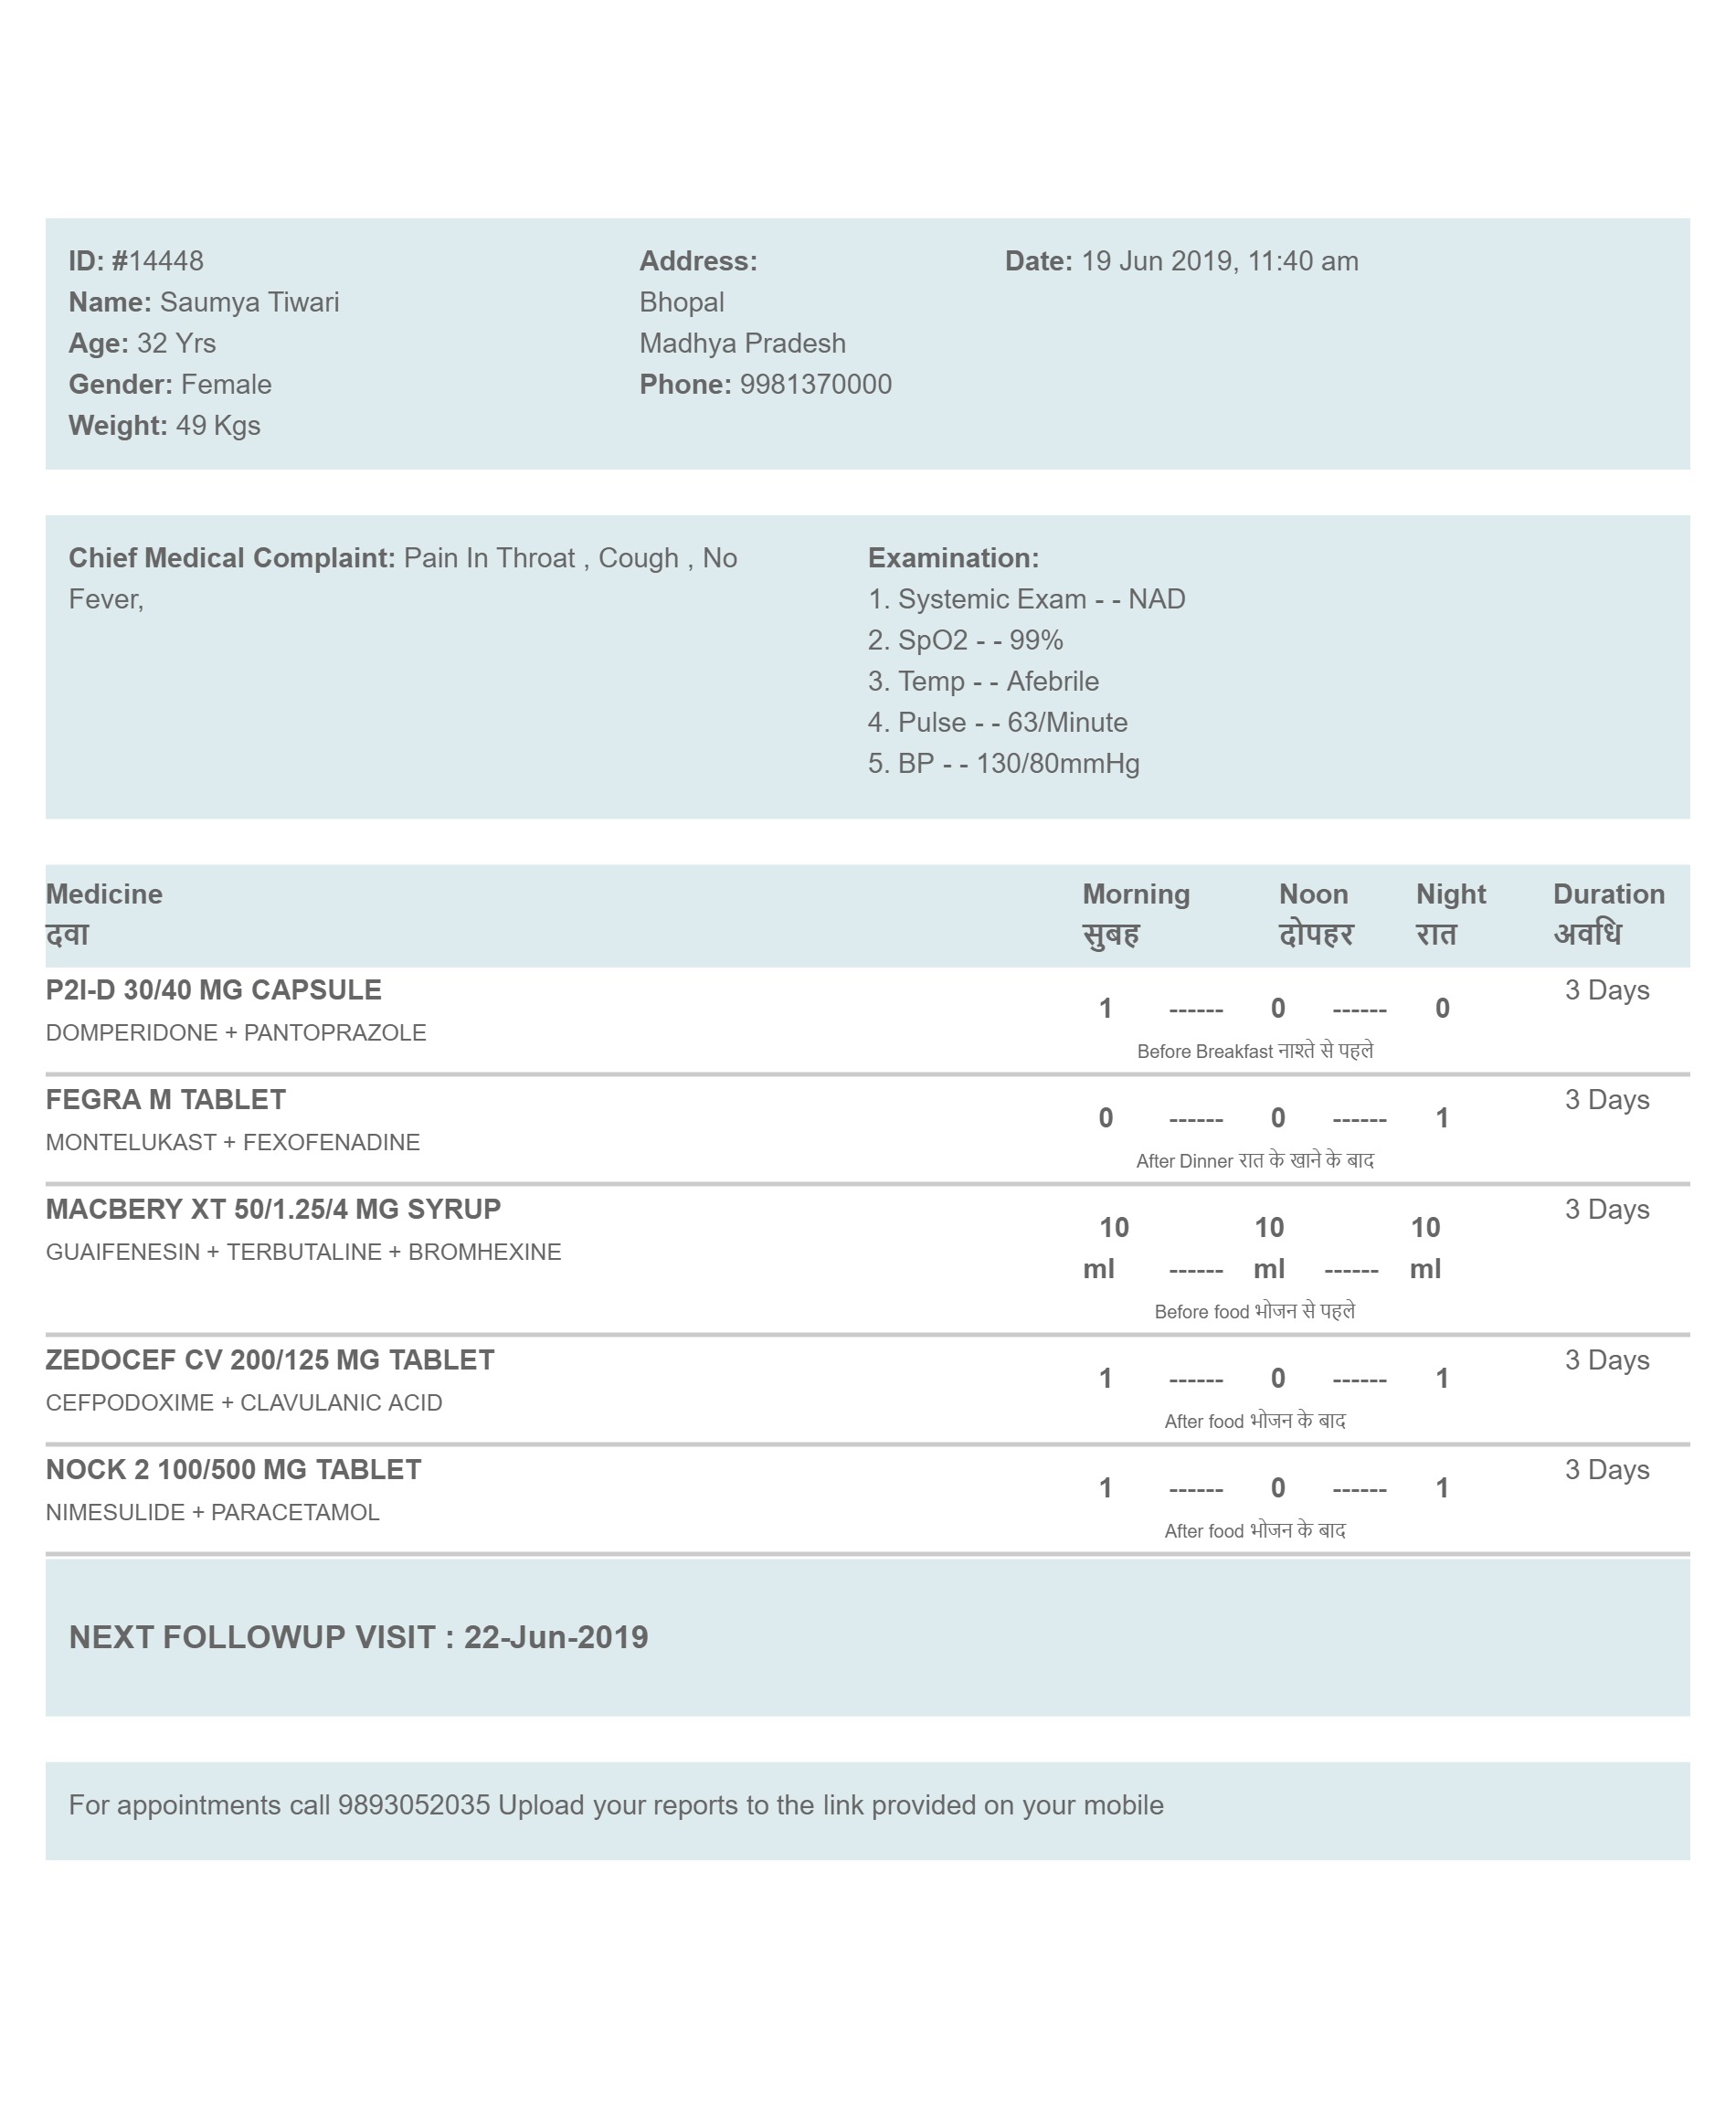 ID: #14448
Name: Saumya Tiwari
Age: 32 Yrs
Gender: Female
Weight: 49 Kgs
Address:
Bhopal
Madhya Pradesh
Phone: 9981370000
Date: 19 Jun 2019, 11:40 am
Chief Medical Complaint: Pain In Throat , Cough , No
Fever,
Examination:
1. Systemic Exam - - NAD
2. SpO2 - - 99%
3. Temp - - Afebrile
4. Pulse - - 63/Minute
5. BP - - 130/80mmHg
Medicine Morning Noon Night Duration
दवा सुबह दोपहर रात अवधि
P2I-D 30/40 MG CAPSULE 3 Days
1 ------ 0 ------ 0
DOMPERIDONE + PANTOPRAZOLE
Before Breakfast नाश्ते से पहले
FEGRA M TABLET 3 Days
0 ------ 0 ------ 1
MONTELUKAST + FEXOFENADINE
After Dinner रात के खाने के बाद
MACBERY XT 50/1.25/4 MG SYRUP 3 Days
10 10 10
GUAIFENESIN + TERBUTALINE + BROMHEXINE
ml ------ ml ------ ml
Before food भोजन से पहले
ZEDOCEF CV 200/125 MG TABLET 3 Days
1 ------ 0 ------ 1
CEFPODOXIME + CLAVULANIC ACID
After food भोजन के बाद
NOCK 2 100/500 MG TABLET 3 Days
1 ------ 0 ------ 1
NIMESULIDE + PARACETAMOL
After food भोजन के बाद
NEXT FOLLOWUP VISIT : 22-Jun-2019
For appointments call 9893052035 Upload your reports to the link provided on your mobile